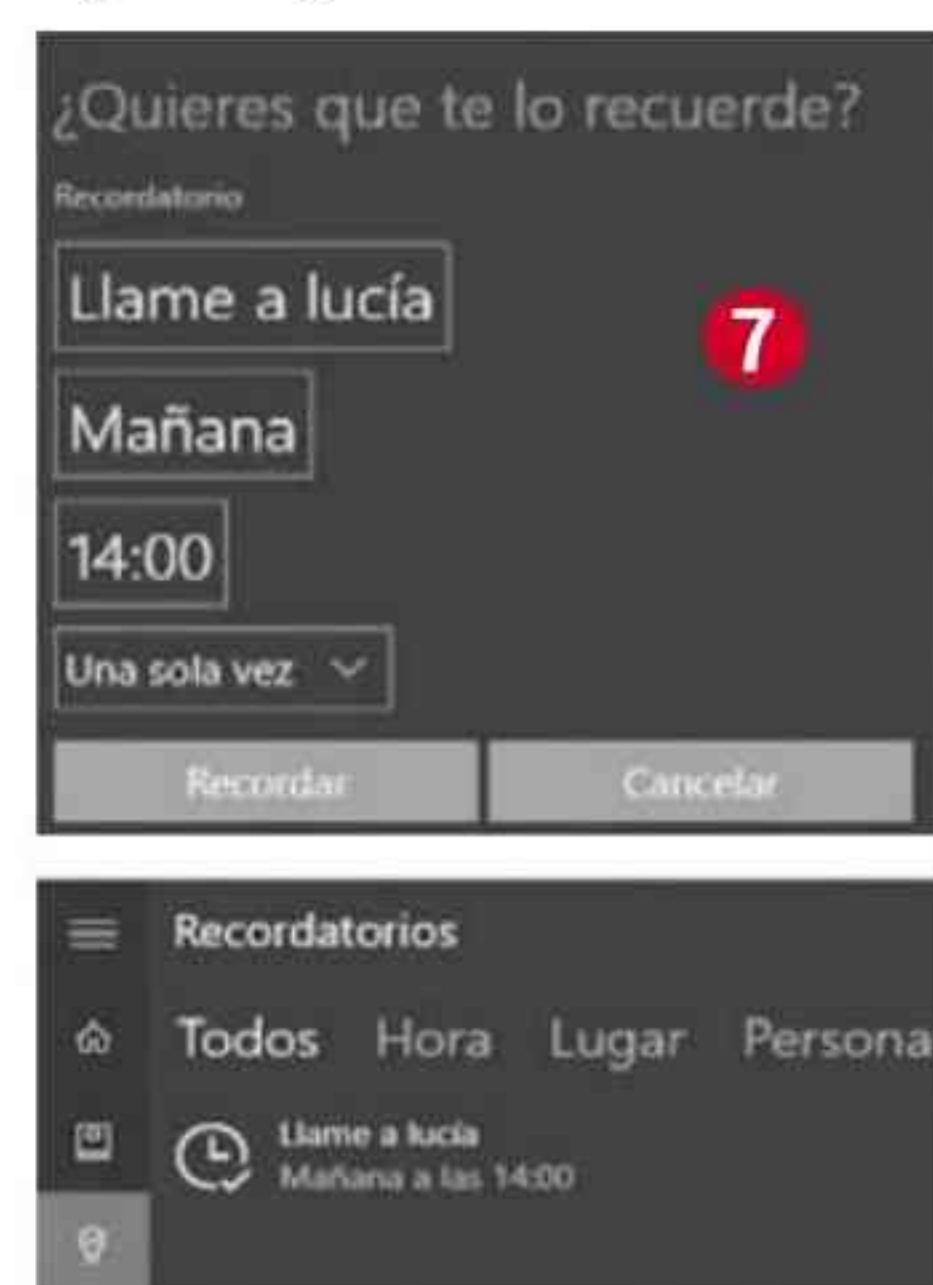 ¿Quieres que te lo recuerde?
Recordatorio
Llame a lucía
7
Mañana
14:00
Una sola vez
Recordar
Cancelar
Recordatorios
Todos Hora Lugar Persona
Llame a lucía
Mañana a las 14:00